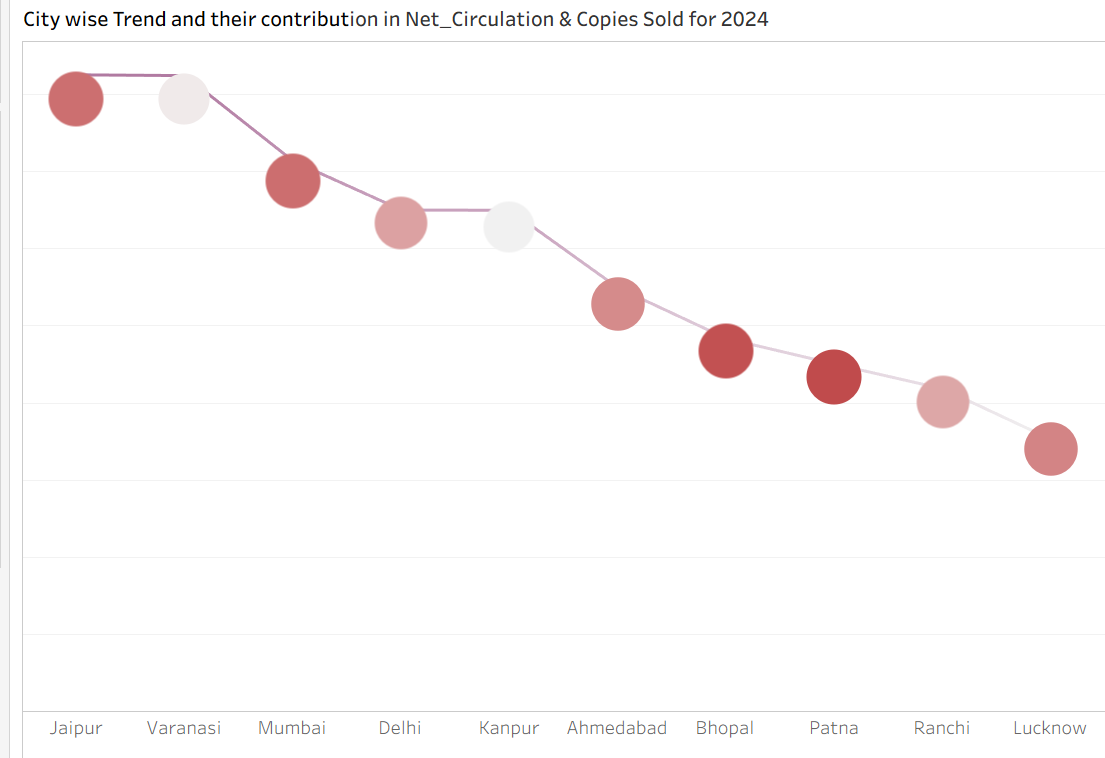 City wise Trend and their contribution in Net_Circulation & Copies Sold for 2024
Jaipur Varanasi Mumbai Delhi Kanpur Ahmedabad Bhopal Patna Ranchi Lucknow